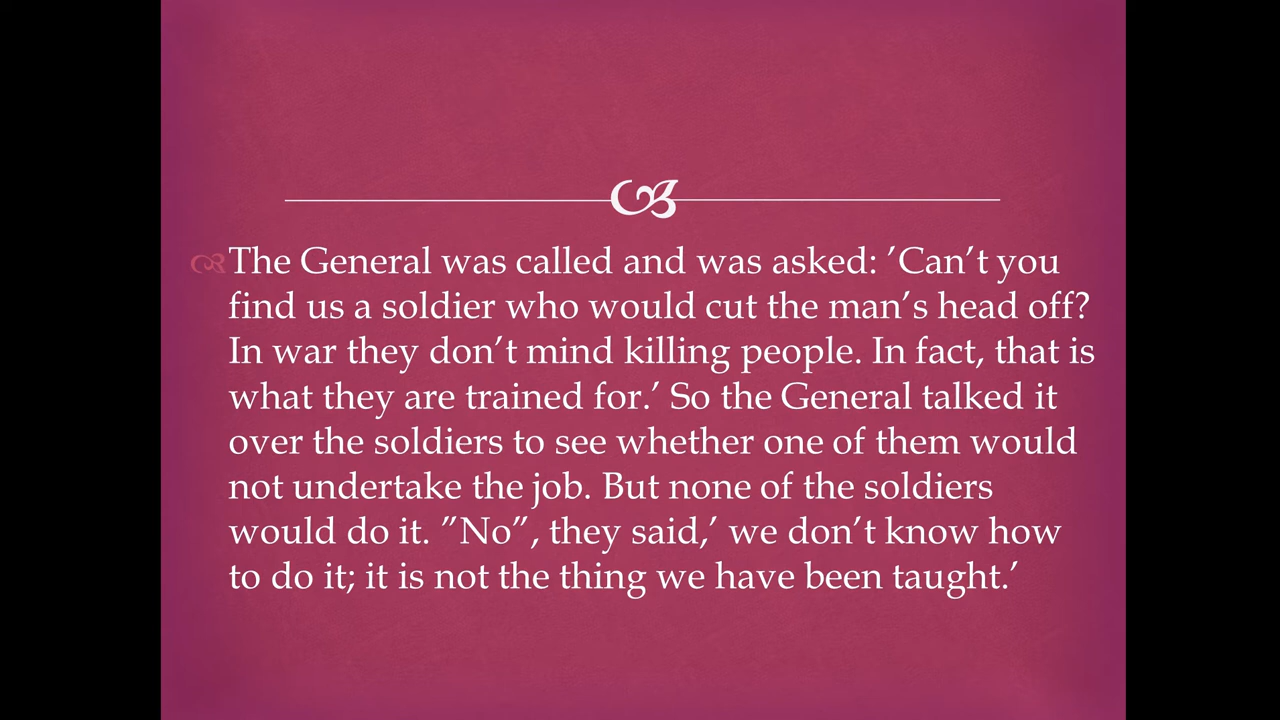 The General was called and was asked: ’Can’t you
find us a soldier who would cut the man’s head off?
In war they don’t mind killing people. In fact, that is
what they are trained for.’ So the General talked it
over the soldiers to see whether one of them would
not undertake the job. But none of the soldiers
would do it. ”No”, they said,’ we don’t know how
to do it; it is not the thing we have been taught.’